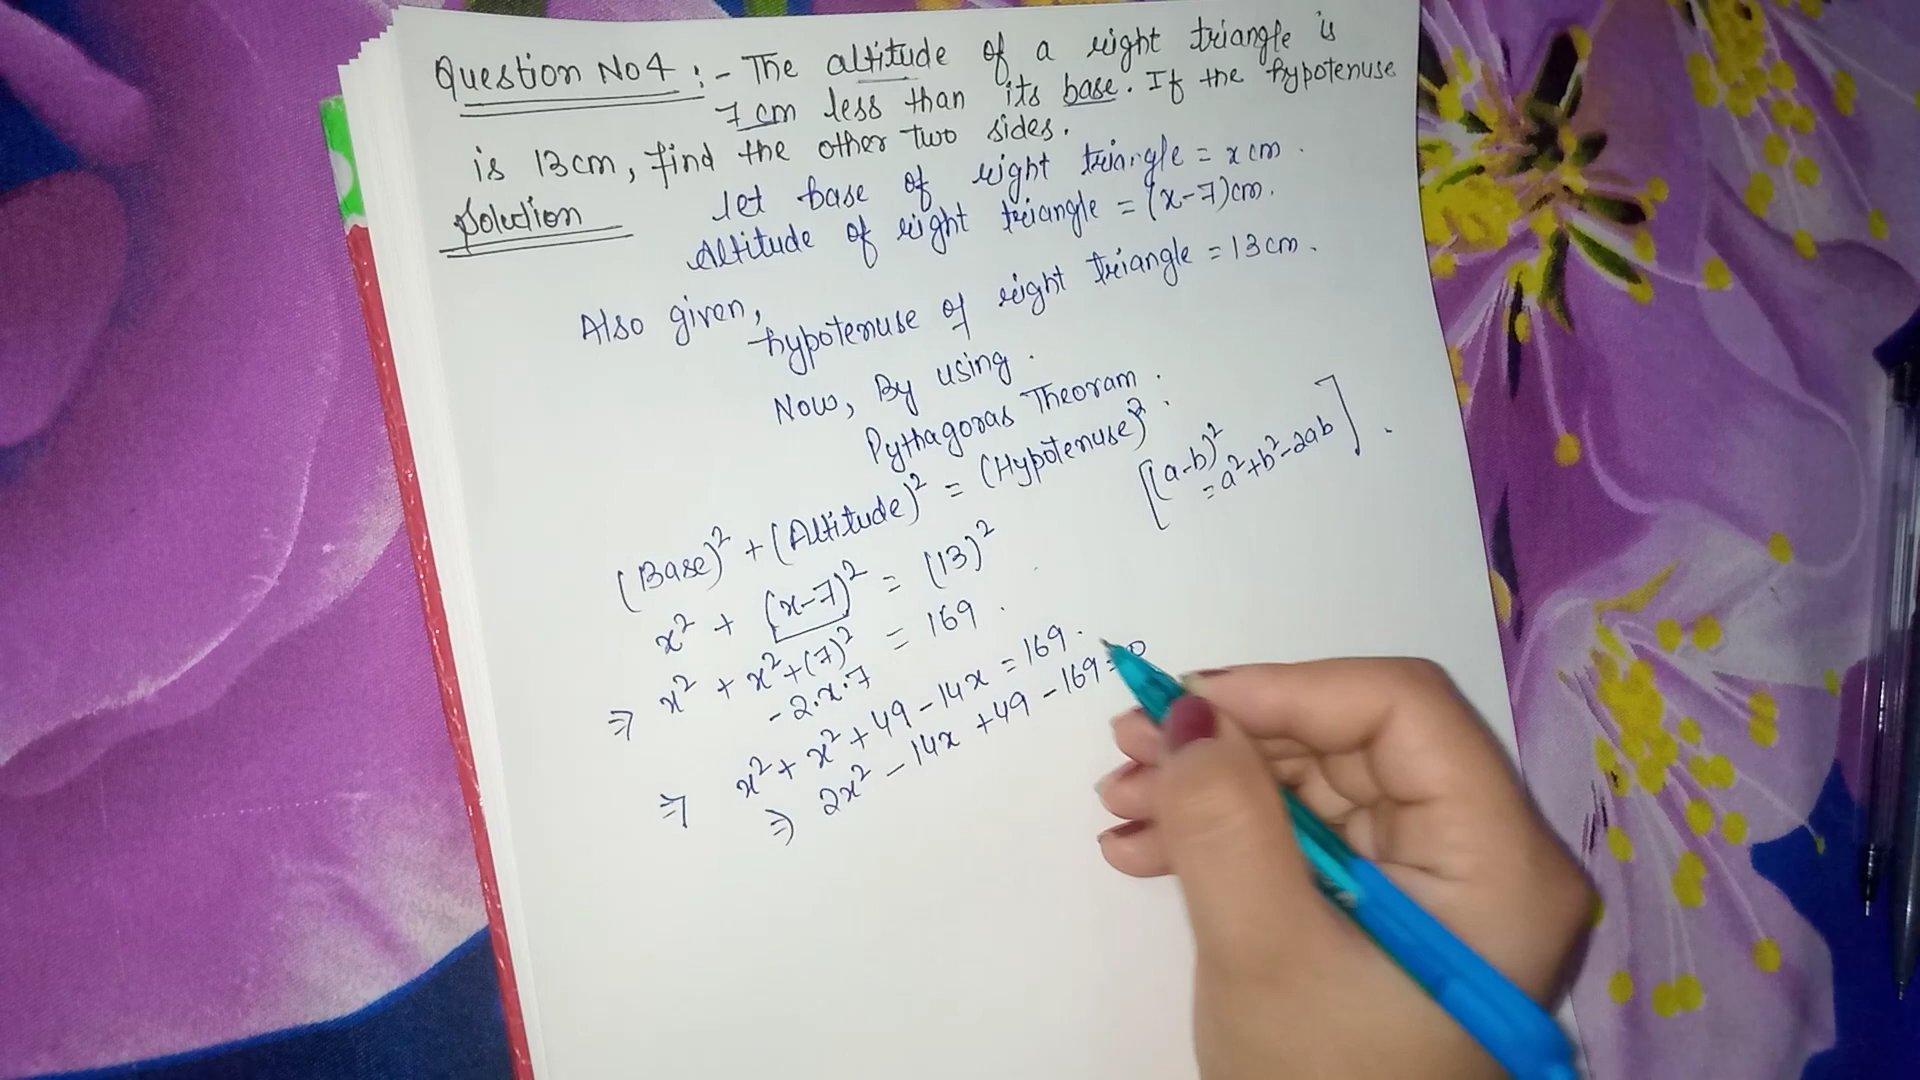 Question No 4 :- The altitude of a right triangle is
7 cm less than its base. If the hypotenuse
is 13cm, find the other two sides.
Solution
Let base of right triangle = x cm.
Altitude of right triangle = (x-7)cm.
Also given,
hypotenuse of right triangle = 13cm.
Now, By using.
Pythagoras Theoram.
(Base)² + (Altitude)² = (Hypotenuse)².
[(a-b)²
= a²+b²-2ab].
x² + (x-7)² = (13)²
⇒ x² + x²+(7)² = 169.
-2.x.7
⇒ x² + x² + 49 - 14x = 169.
⇒ 2x² - 14x + 49 - 169 = 0